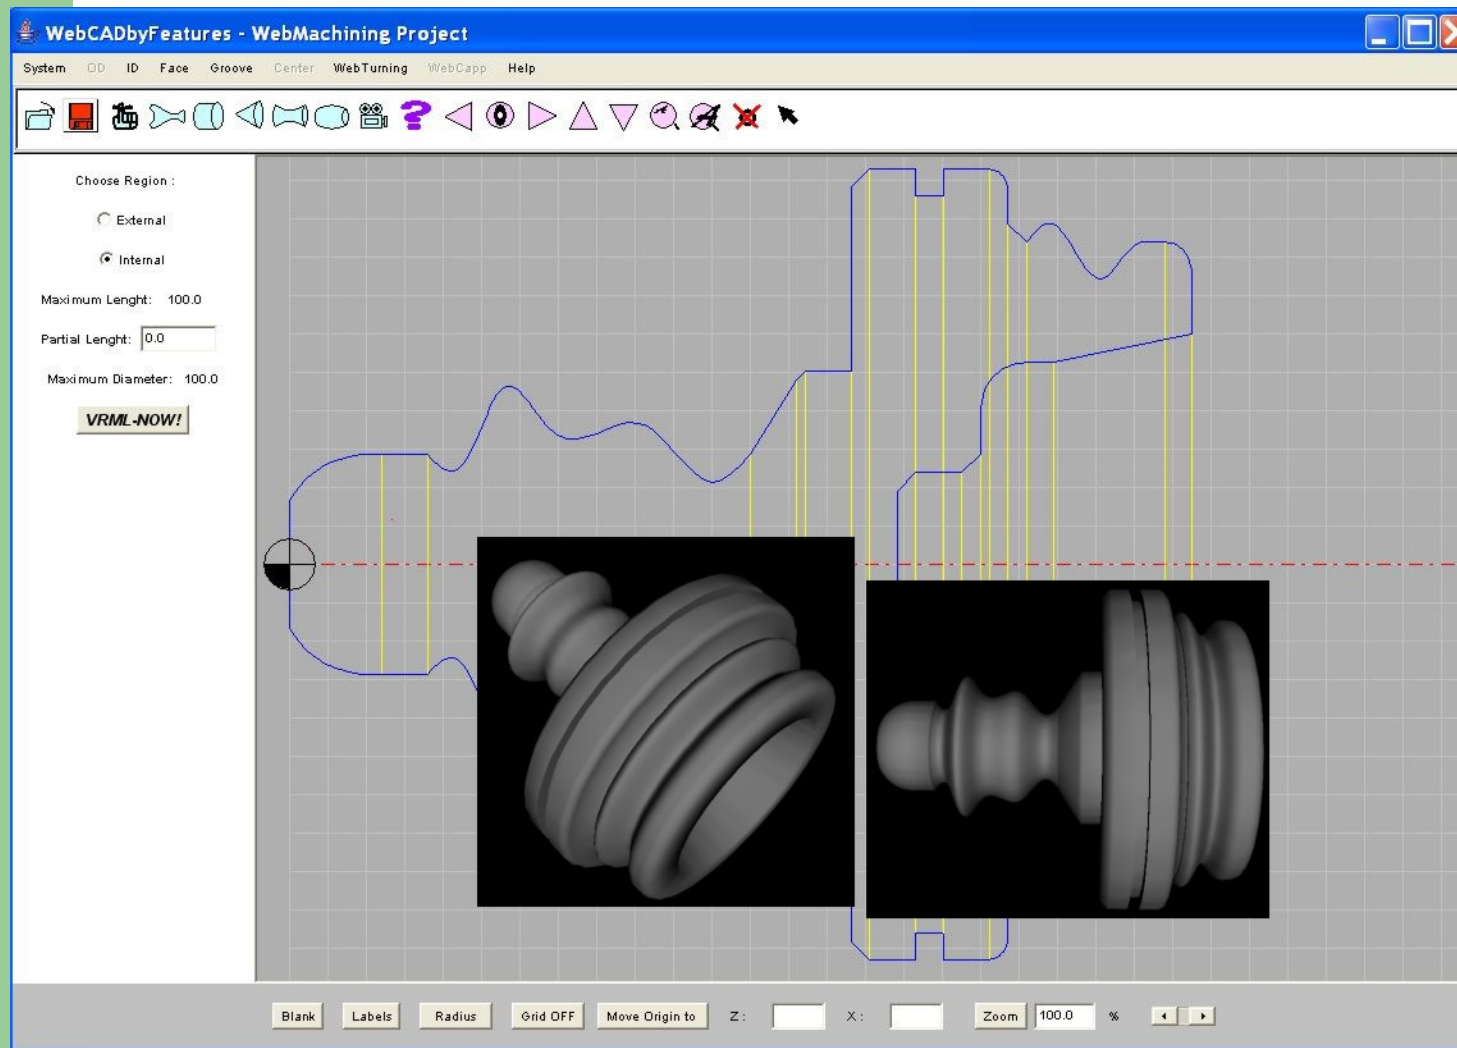 WebCADbyFeatures - WebMachining Project
System OD ID Face Groove Center WebTurning WebCapp Help
Choose Region :
External
Internal
Maximum Lenght: 100.0
Partial Lenght: 0.0
Maximum Diameter: 100.0
VRML-NOW!
Blank Labels Radius Grid OFF Move Origin to Z : X : Zoom 100.0 %